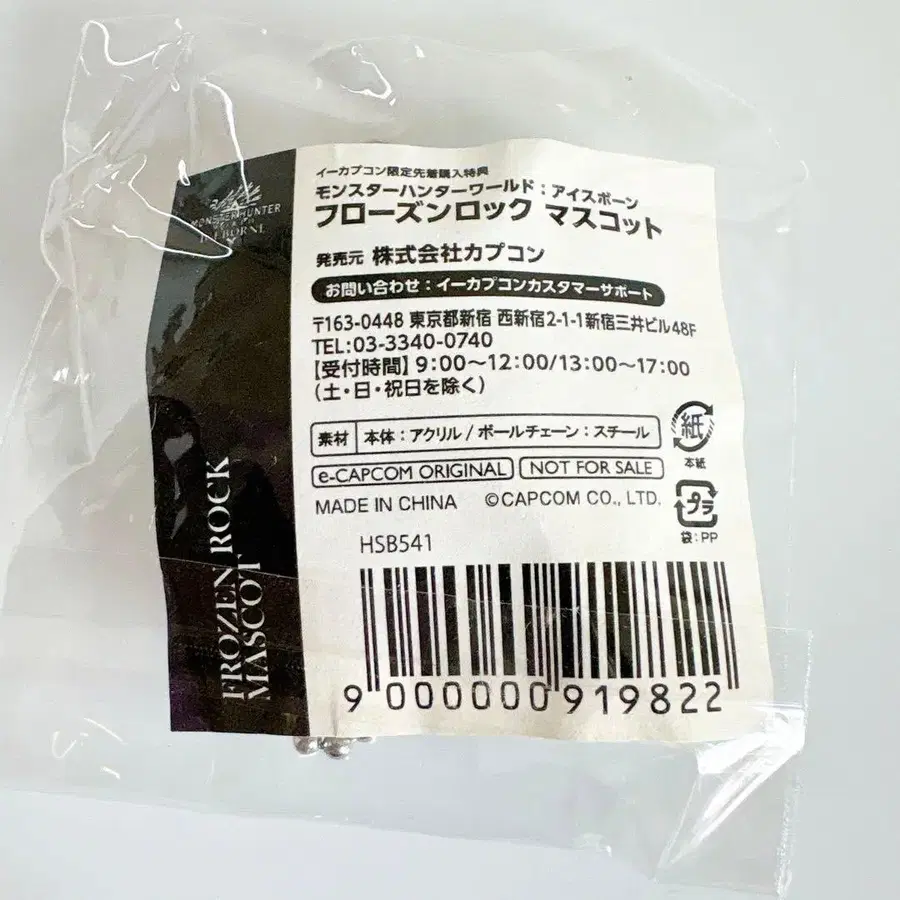 イーカプコン限定先着購入特典
モンスターハンターワールド：アイスボーン
フローズンロック マスコット
発売元 株式会社カプコン
お問い合わせ：イーカプコンカスタマーサポート
〒163-0448 東京都新宿 西新宿2-1-1新宿三井ビル48F
TEL:03-3340-0740
【受付時間】9:00〜12:00/13:00〜17:00
(土・日・祝日を除く)
素材 本体：アクリル/ボールチェーン：スチール
e-CAPCOM ORIGINAL NOT FOR SALE
MADE IN CHINA ©CAPCOM CO., LTD.
紙
本紙
プラ
袋:PP
HSB541
9 000000 919822
MONSTER HUNTER
WORLD
ICEBORNE
FROZEN ROCK
MASCOT